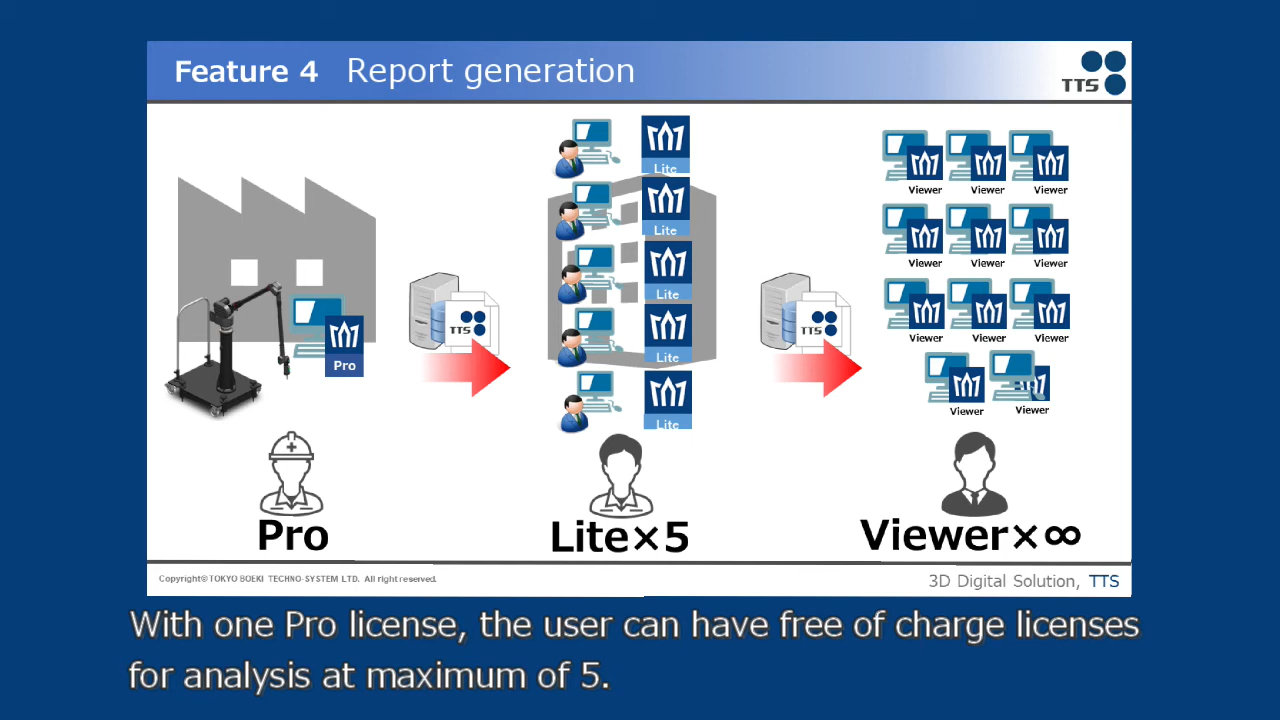 Feature 4 Report generation
TTS
Lite
Lite
Lite
Lite
Lite
Pro
TTS
TTS
Viewer Viewer Viewer
Viewer Viewer Viewer
Viewer Viewer Viewer
Viewer Viewer
Pro
Lite×5
Viewer×∞
Copyright© TOKYO BOEKI TECHNO-SYSTEM LTD. All right reserved.
3D Digital Solution, TTS
With one Pro license, the user can have free of charge licenses
for analysis at maximum of 5.